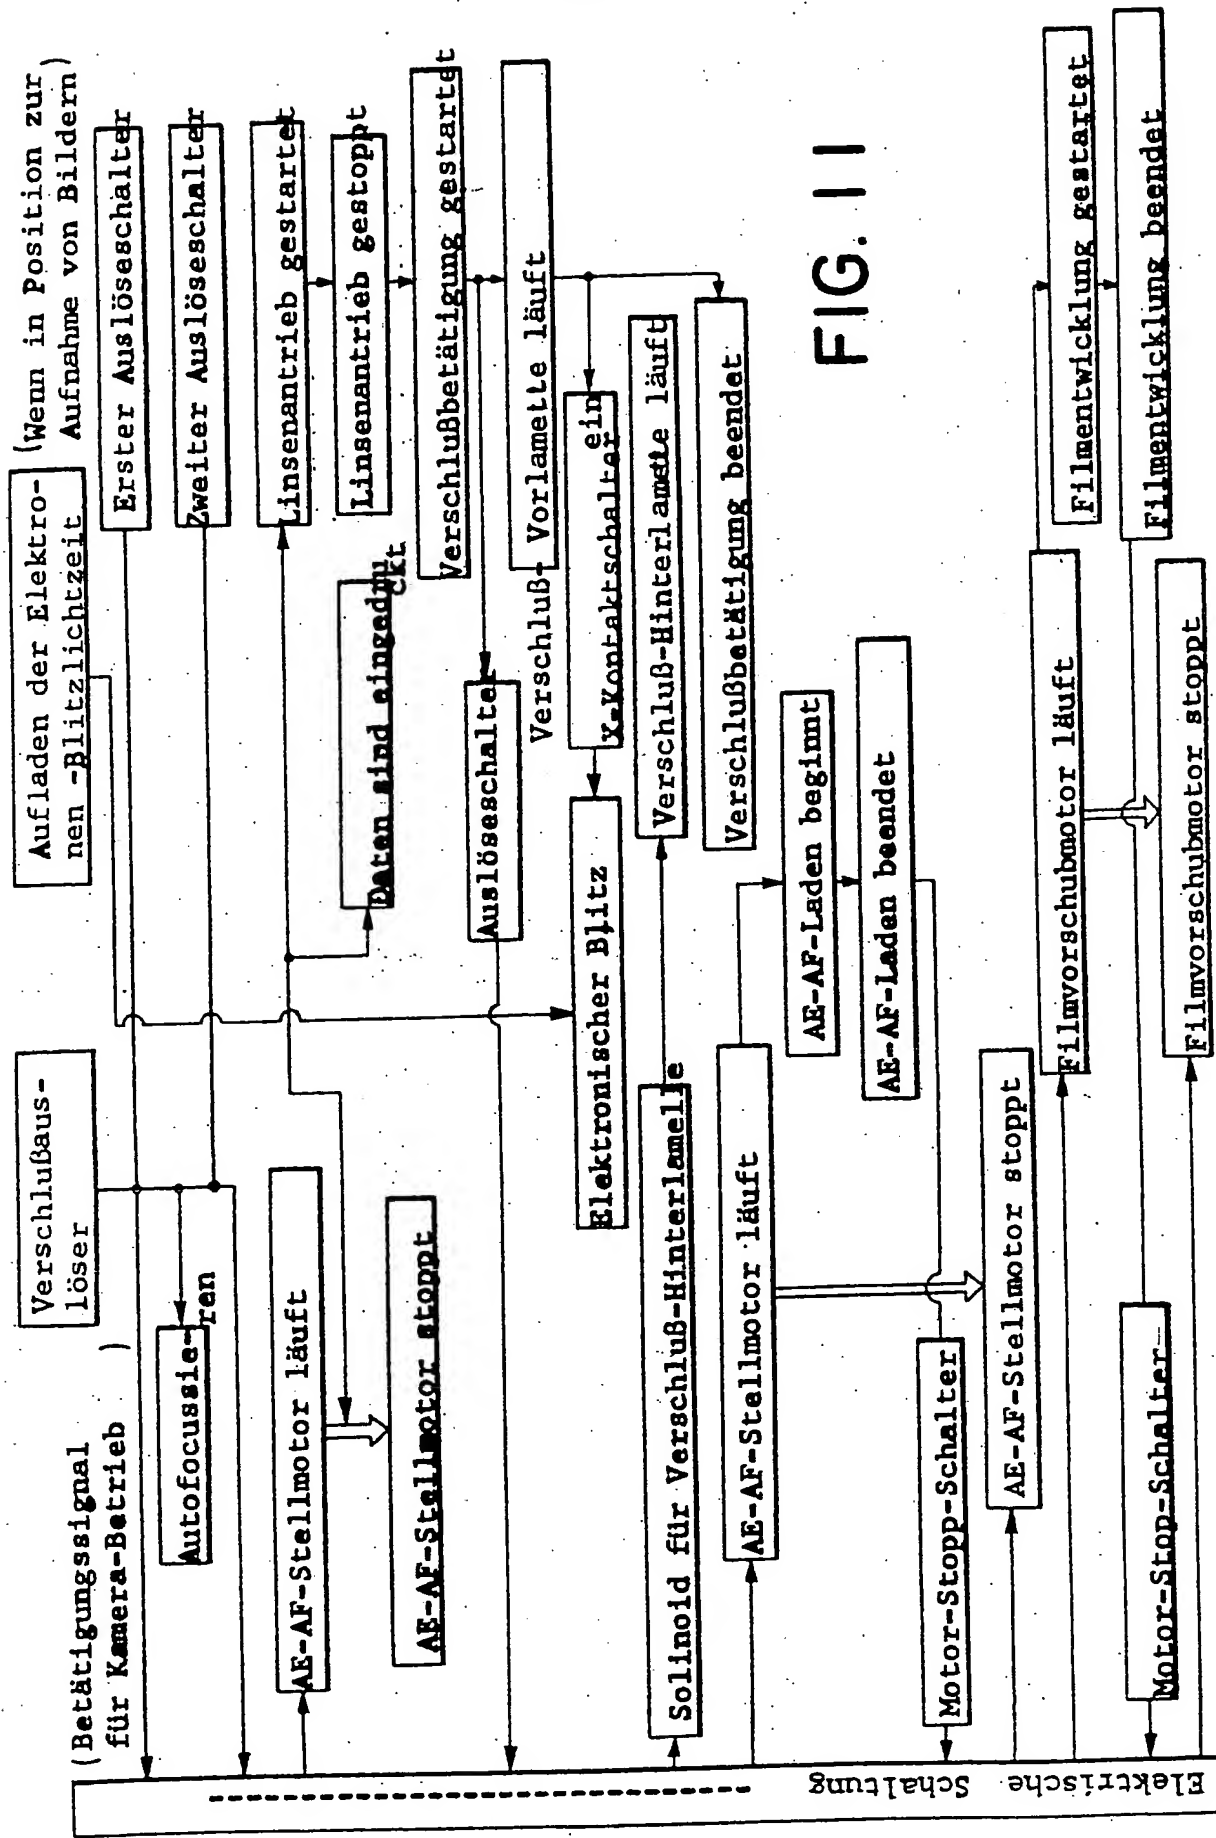 (Betätigungssignal
für Kamera-Betrieb)
Verschlußaus-
löser
Aufladen der Elektro-
nen -Blitzlichtzeit
(Wenn in Position zur
Aufnahme von Bildern)
Erster Auslöseschalter
Zweiter Auslöseschalter
Autofocussie-
ren
AE-AF-Stellmotor läuft
Linsenantrieb gestartet
Linsenantrieb gestoppt
Daten sind eingedru
ckt
AE-AF-Stellmotor stoppt
Verschlußbetätigung gestartet
Auslöseschalter
Verschluß- Vorlamelle läuft
ein
X-Kontaktschalter
Elektronischer Blitz
Verschluß-Hinterlamelle läuft
Solinoid für Verschluß-Hinterlamelle
Verschlußbetätigung beendet
AE-AF-Stellmotor läuft
AE-AF-Laden beginnt
AE-AF-Laden beendet
Motor-Stopp-Schalter
AE-AF-Stellmotor stoppt
Filmvorschubmotor läuft
Filmentwicklung gestartet
Filmentwicklung beendet
Motor-Stop-Schalter
Filmvorschubmotor stoppt
Elektrische Schaltung
FIG. 11